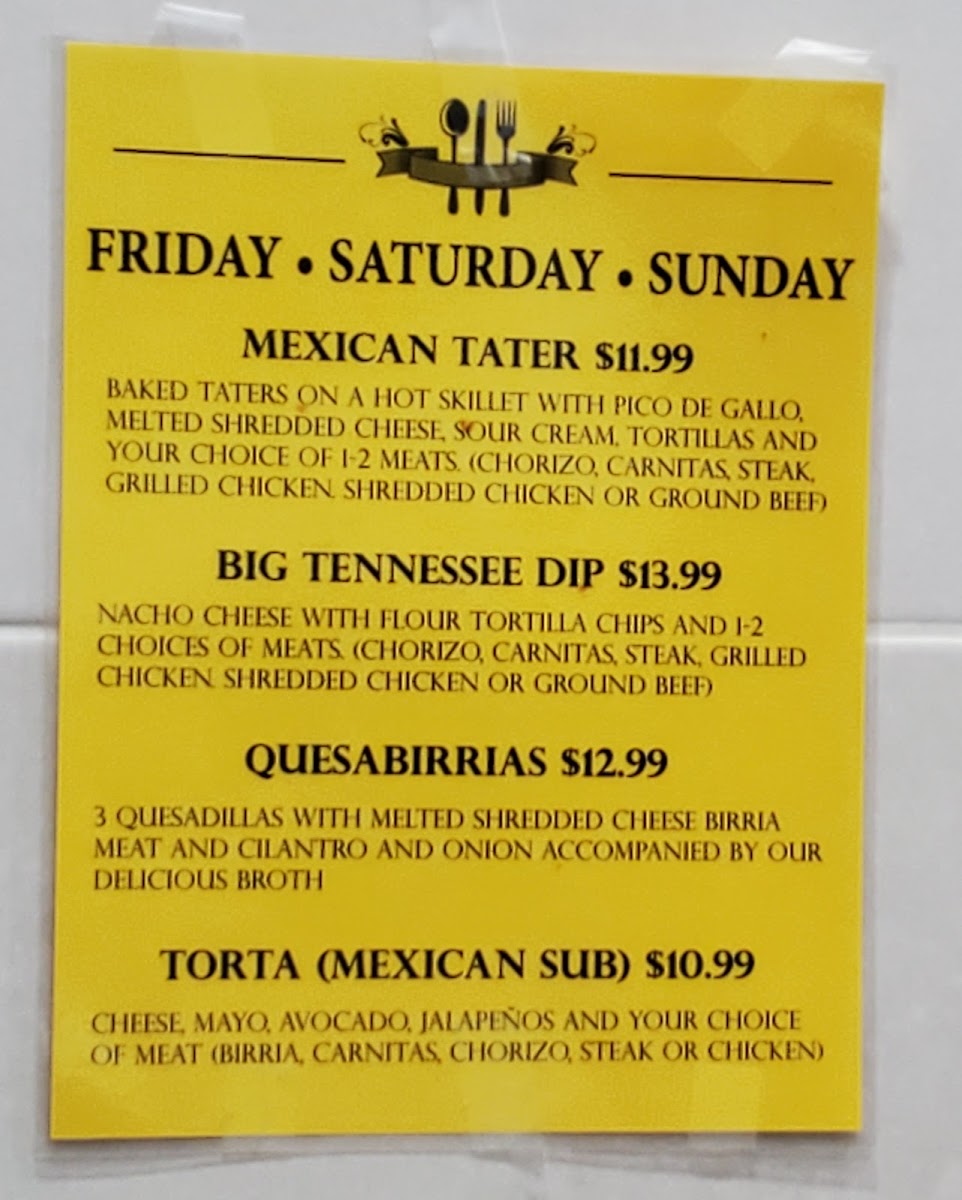 FRIDAY • SATURDAY • SUNDAY
MEXICAN TATER $11.99
BAKED TATERS ON A HOT SKILLET WITH PICO DE GALLO,
MELTED SHREDDED CHEESE, SOUR CREAM, TORTILLAS AND
YOUR CHOICE OF 1-2 MEATS. (CHORIZO, CARNITAS, STEAK,
GRILLED CHICKEN. SHREDDED CHICKEN OR GROUND BEEF)
BIG TENNESSEE DIP $13.99
NACHO CHEESE WITH FLOUR TORTILLA CHIPS AND 1-2
CHOICES OF MEATS. (CHORIZO, CARNITAS, STEAK, GRILLED
CHICKEN. SHREDDED CHICKEN OR GROUND BEEF)
QUESABIRRIAS $12.99
3 QUESADILLAS WITH MELTED SHREDDED CHEESE BIRRIA
MEAT AND CILANTRO AND ONION ACCOMPANIED BY OUR
DELICIOUS BROTH
TORTA (MEXICAN SUB) $10.99
CHEESE, MAYO, AVOCADO, JALAPEÑOS AND YOUR CHOICE
OF MEAT (BIRRIA, CARNITAS, CHORIZO, STEAK OR CHICKEN)